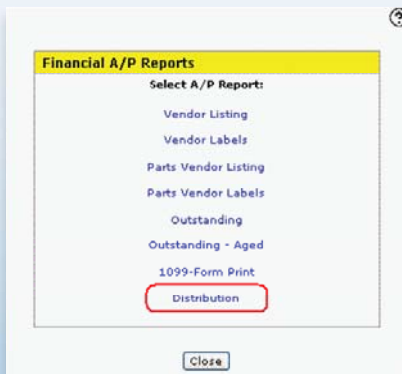 ?
Financial A/P Reports
Select A/P Report:
Vendor Listing
Vendor Labels
Parts Vendor Listing
Parts Vendor Labels
Outstanding
Outstanding - Aged
1099-Form Print
Distribution
Close